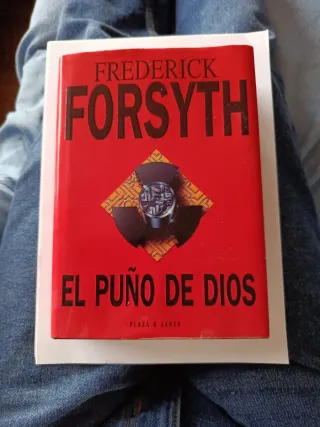 FREDERICK
FORSYTH
EL PUÑO DE DIOS
PLAZA & JANES